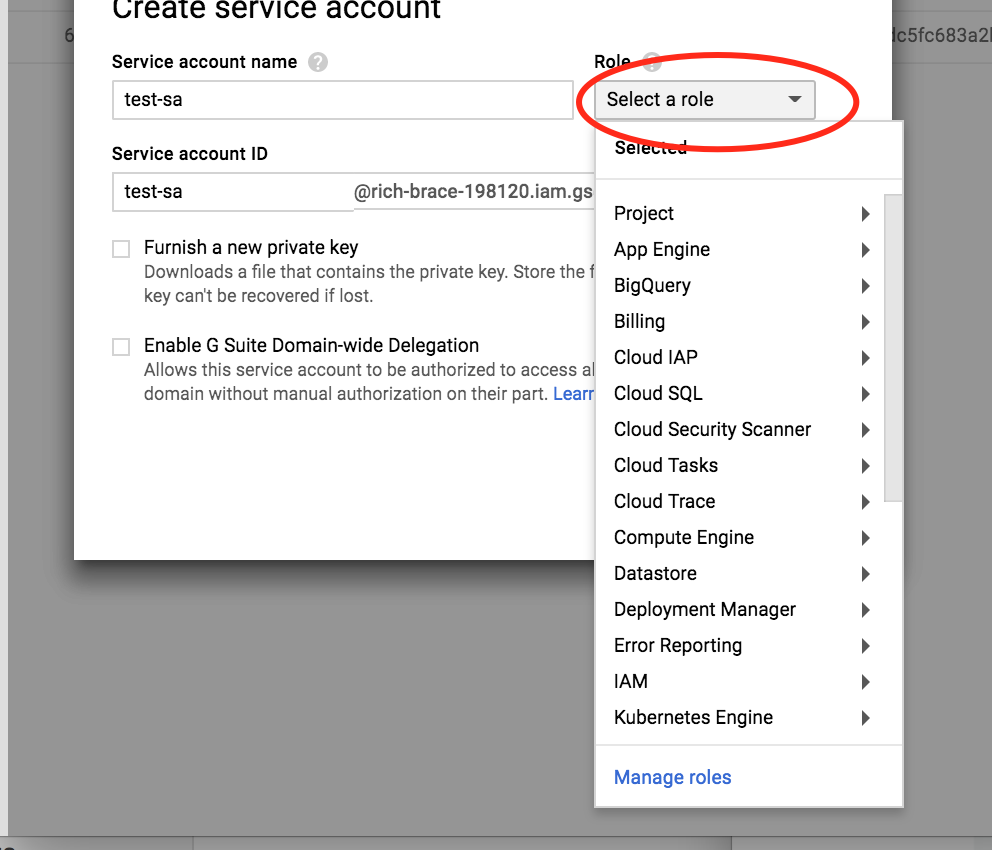 Create service account
Service account name ?
Role ?
test-sa
Select a role
Selected
Service account ID
test-sa
@rich-brace-198120.iam.gs
Furnish a new private key
Downloads a file that contains the private key. Store the f
key can't be recovered if lost.
Enable G Suite Domain-wide Delegation
Allows this service account to be authorized to access al
domain without manual authorization on their part. Learn
Project
App Engine
BigQuery
Billing
Cloud IAP
Cloud SQL
Cloud Security Scanner
Cloud Tasks
Cloud Trace
Compute Engine
Datastore
Deployment Manager
Error Reporting
IAM
Kubernetes Engine
Manage roles